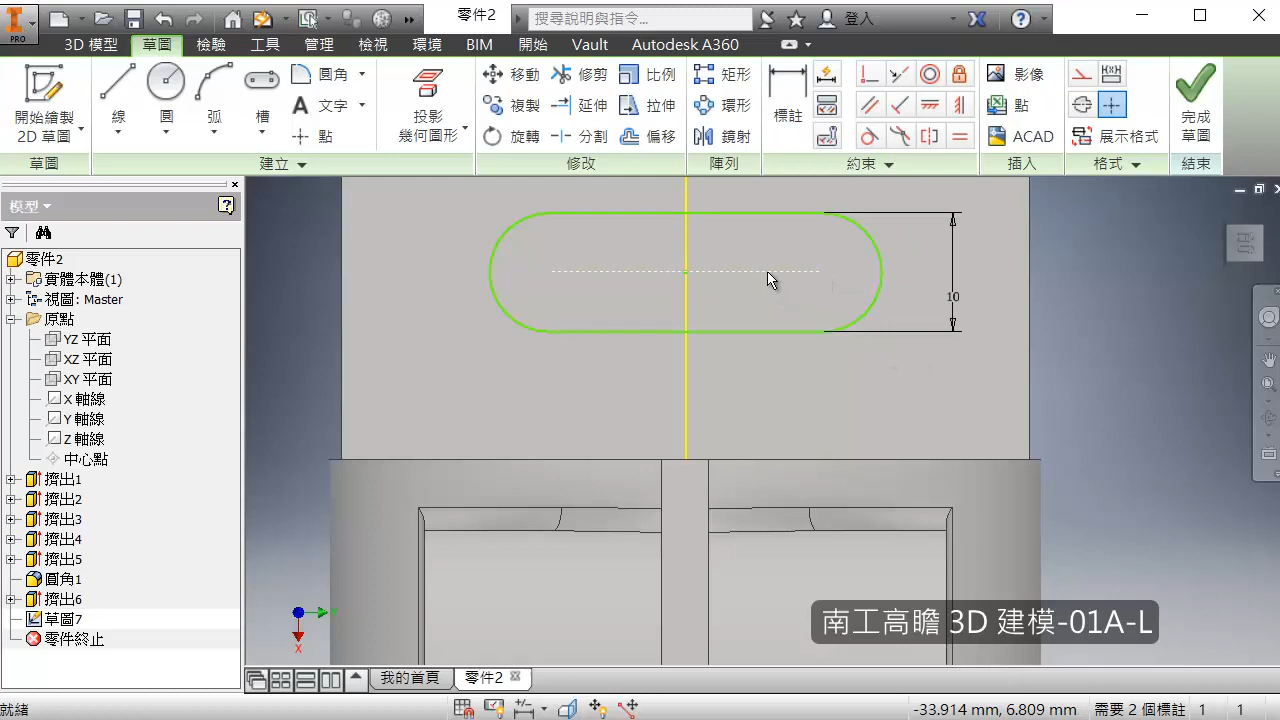 PRO
零件2
搜尋說明與指令...
登入
3D 模型
草圖
檢驗
工具
管理
檢視
環境
BIM
開始
Vault
Autodesk A360
開始繪製
2D 草圖
線
圓
弧
槽
圓角
文字
點
投影
幾何圖形
移動
修剪
比例
複製
延伸
拉伸
旋轉
分割
偏移
矩形
環形
鏡射
標註
影像
點
ACAD
展示格式
完成
草圖
草圖
建立
修改
陣列
約束
插入
格式
結束
模型
零件2
實體本體(1)
視圖: Master
原點
YZ 平面
XZ 平面
XY 平面
X 軸線
Y 軸線
Z 軸線
中心點
擠出1
擠出2
擠出3
擠出4
擠出5
圓角1
擠出6
草圖7
零件終止
10
X
南工高瞻 3D 建模-01A-L
我的首頁
零件2
就緒
-33.914 mm, 6.809 mm
需要 2 個標註
1
1